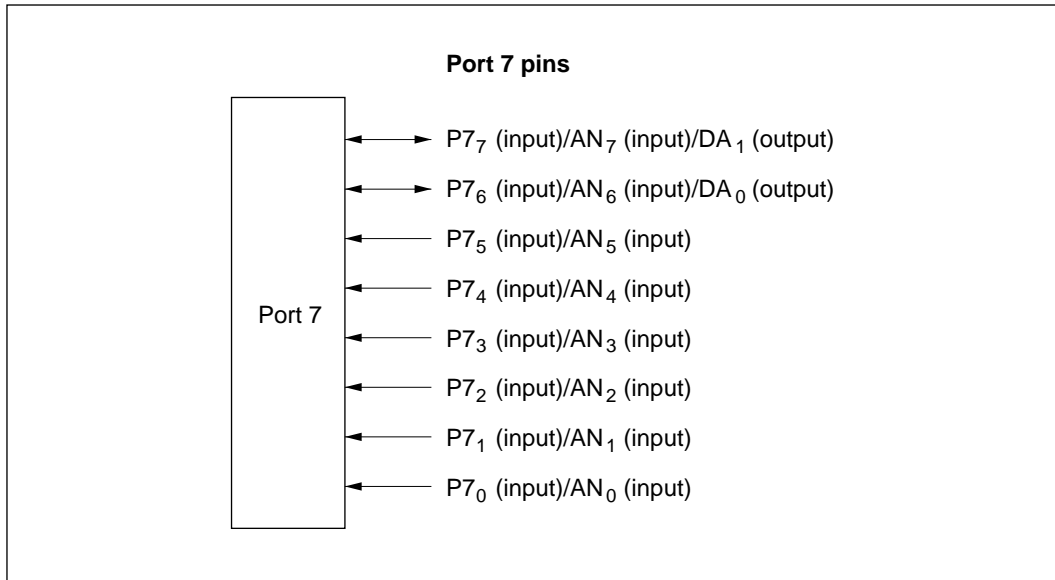 Port 7 pins
P7₇ (input)/AN₇ (input)/DA₁ (output)
P7₆ (input)/AN₆ (input)/DA₀ (output)
P7₅ (input)/AN₅ (input)
P7₄ (input)/AN₄ (input)
Port 7
P7₃ (input)/AN₃ (input)
P7₂ (input)/AN₂ (input)
P7₁ (input)/AN₁ (input)
P7₀ (input)/AN₀ (input)